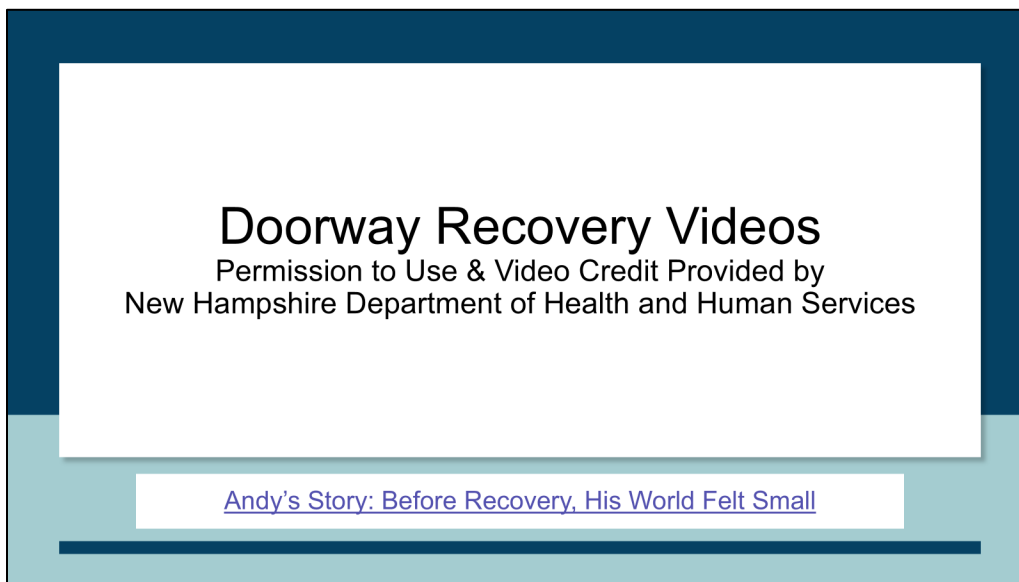 Doorway Recovery Videos
Permission to Use & Video Credit Provided by
New Hampshire Department of Health and Human Services
Andy’s Story: Before Recovery, His World Felt Small